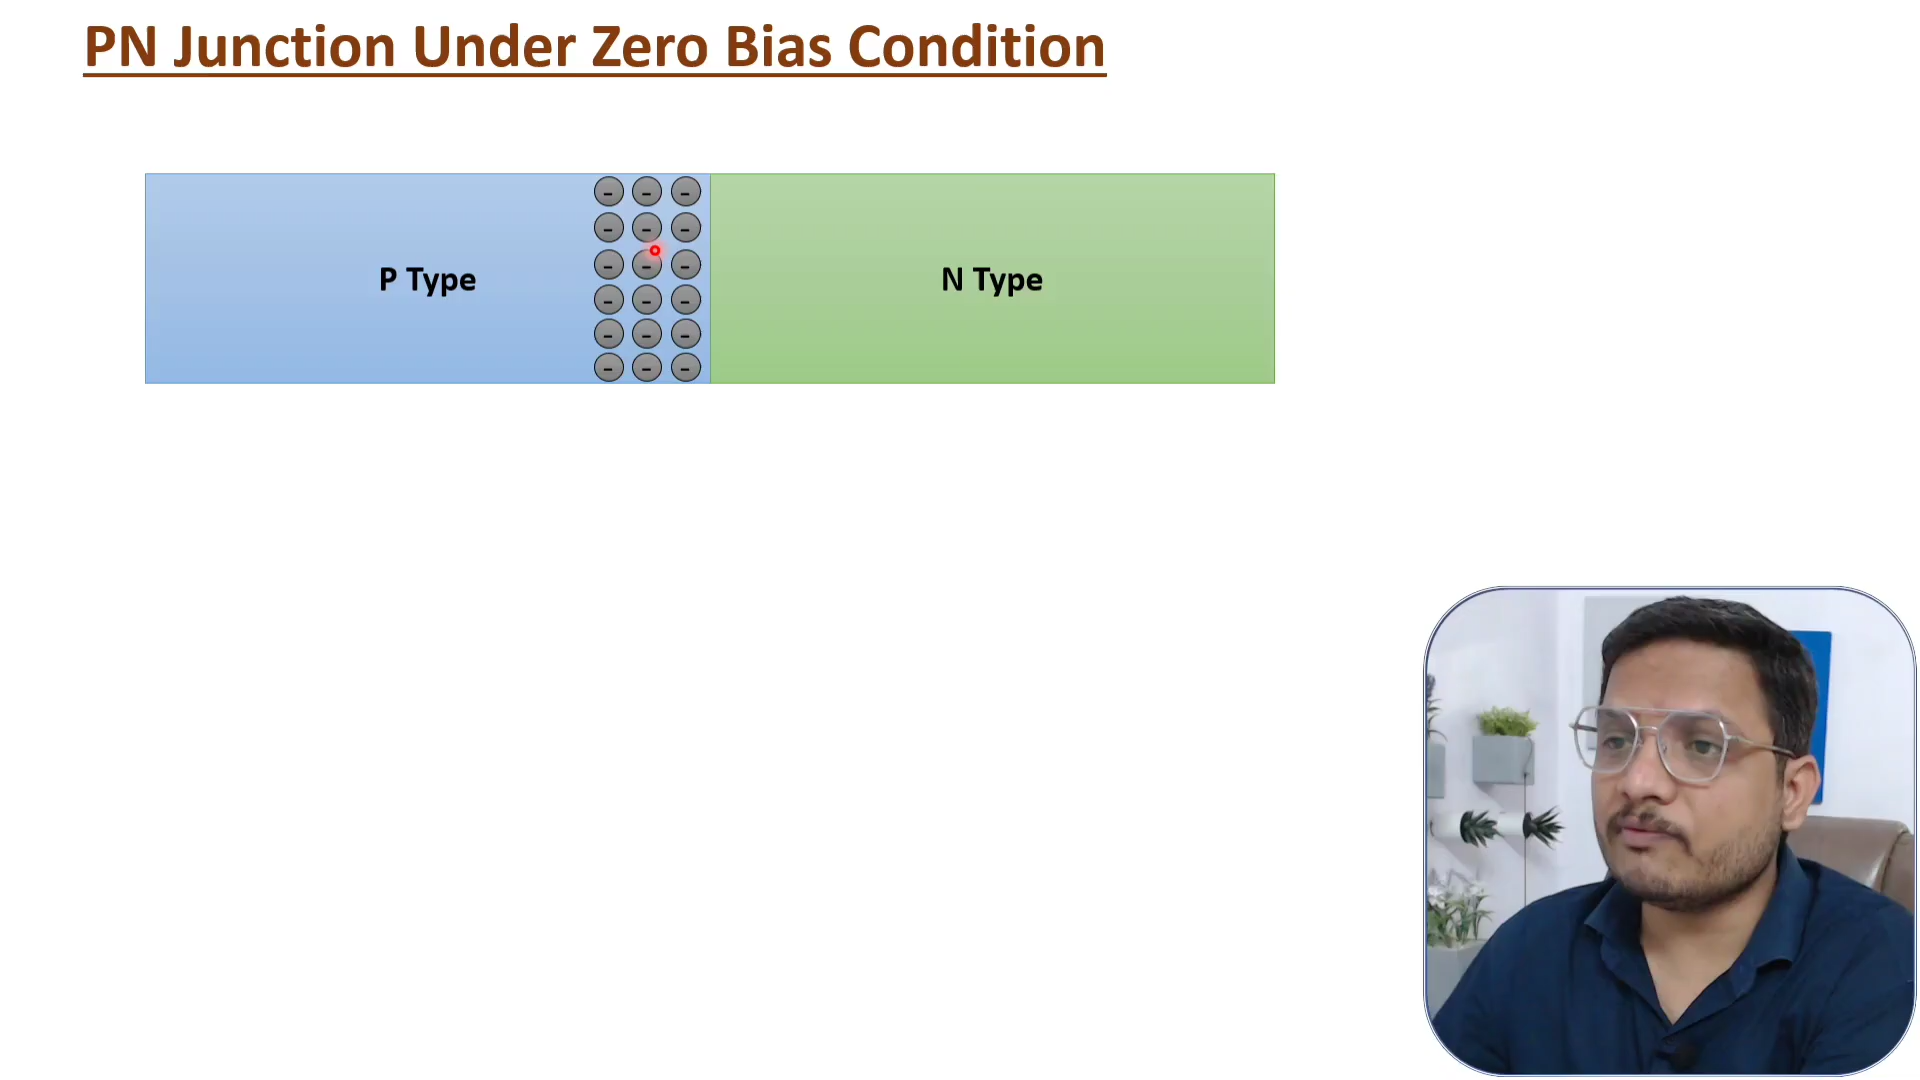 PN Junction Under Zero Bias Condition
- - -
- - -
- - -
P Type
N Type
- - -
- - -
- - -